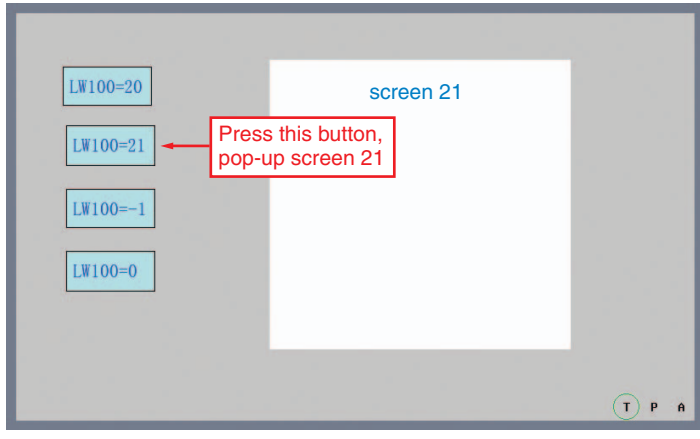 LW100=20
screen 21
LW100=21
Press this button,
pop-up screen 21
LW100=-1
LW100=0
T P A